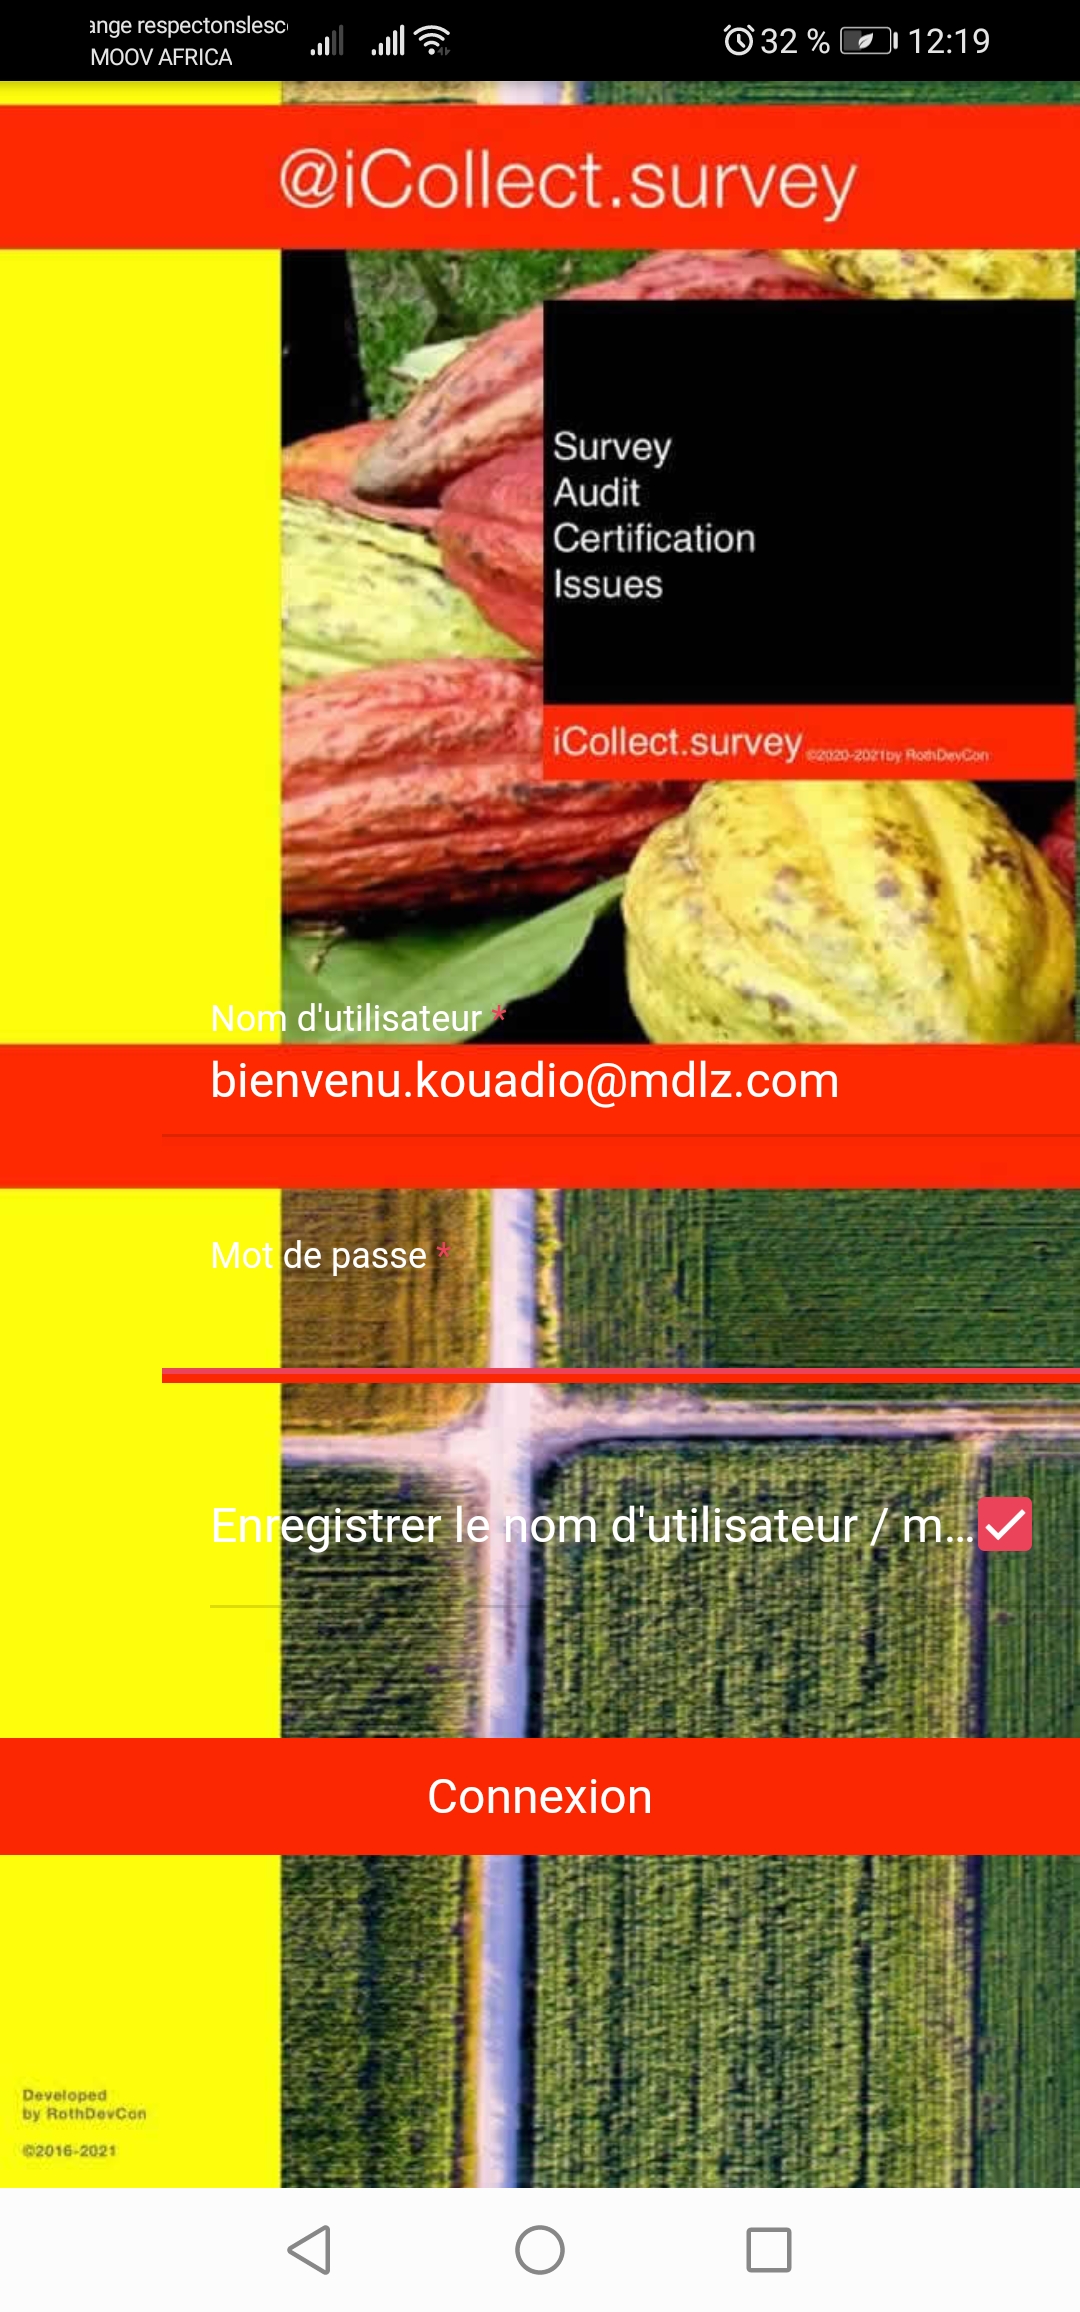 ange respectonslesc
MOOV AFRICA
32 % 12:19
@iCollect.survey
Survey
Audit
Certification
Issues
iCollect.survey ©2020-2021by RothDevCon
Nom d'utilisateur *
bienvenu.kouadio@mdlz.com
Mot de passe *
Enregistrer le nom d'utilisateur / m...
Connexion
Developed
by RothDevCon
©2016-2021